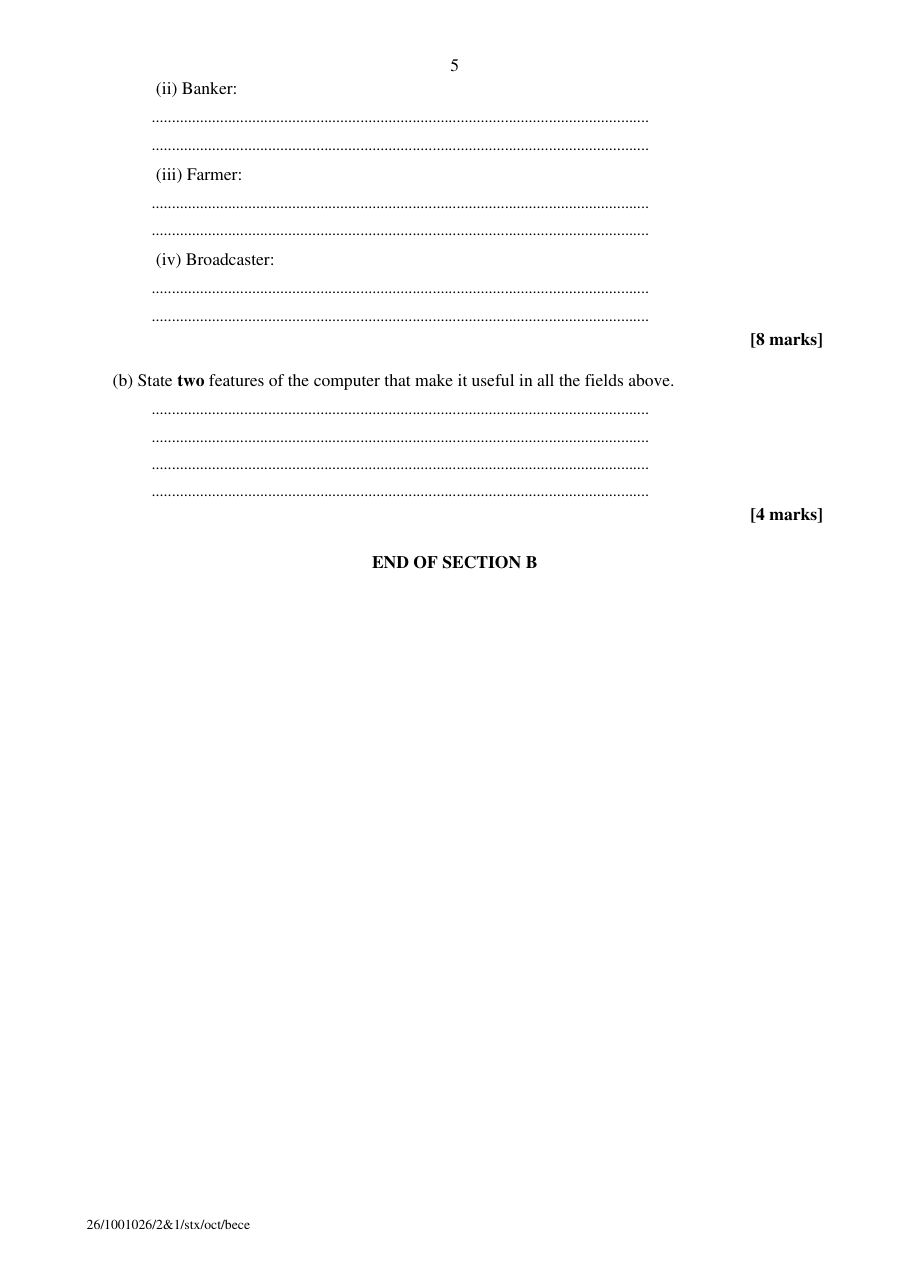 5
(ii) Banker:
............................................................................................................................
............................................................................................................................
(iii) Farmer:
............................................................................................................................
............................................................................................................................
(iv) Broadcaster:
............................................................................................................................
............................................................................................................................
[8 marks]
(b) State two features of the computer that make it useful in all the fields above.
............................................................................................................................
............................................................................................................................
............................................................................................................................
............................................................................................................................
[4 marks]
END OF SECTION B
26/1001026/2&1/stx/oct/bece